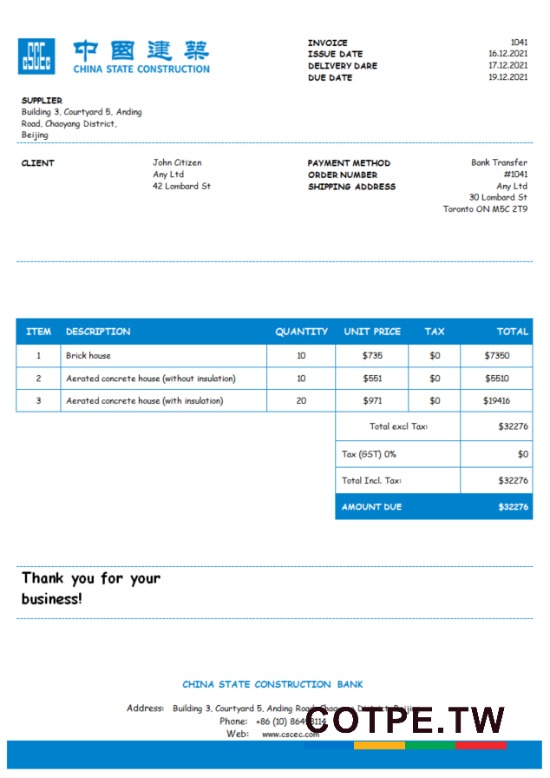 中國建築
CHINA STATE CONSTRUCTION
CSCEC
INVOICE 1041
ISSUE DATE 16.12.2021
DELIVERY DARE 17.12.2021
DUE DATE 19.12.2021
SUPPLIER
Building 3, Courtyard 5, Anding
Road, Chaoyang District,
Beijing
CLIENT John Citizen
Any Ltd
42 Lombard St
PAYMENT METHOD Bank Transfer
ORDER NUMBER #1041
SHIPPING ADDRESS Any Ltd
30 Lombard St
Toronto ON M5C 2T9
ITEM DESCRIPTION QUANTITY UNIT PRICE TAX TOTAL
1 Brick house 10 $735 $0 $7350
2 Aerated concrete house (without insulation) 10 $551 $0 $5510
3 Aerated concrete house (with insulation) 20 $971 $0 $19416
Total excl Tax: $32276
Tax (GST) 0% $0
Total Incl. Tax: $32276
AMOUNT DUE $32276
Thank you for your
business!
CHINA STATE CONSTRUCTION BANK
Address: Building 3, Courtyard 5, Anding Road, Chaoyang District, Beijing
Phone: +86 (10)
Web: www.cscec.com
COTPE.TW